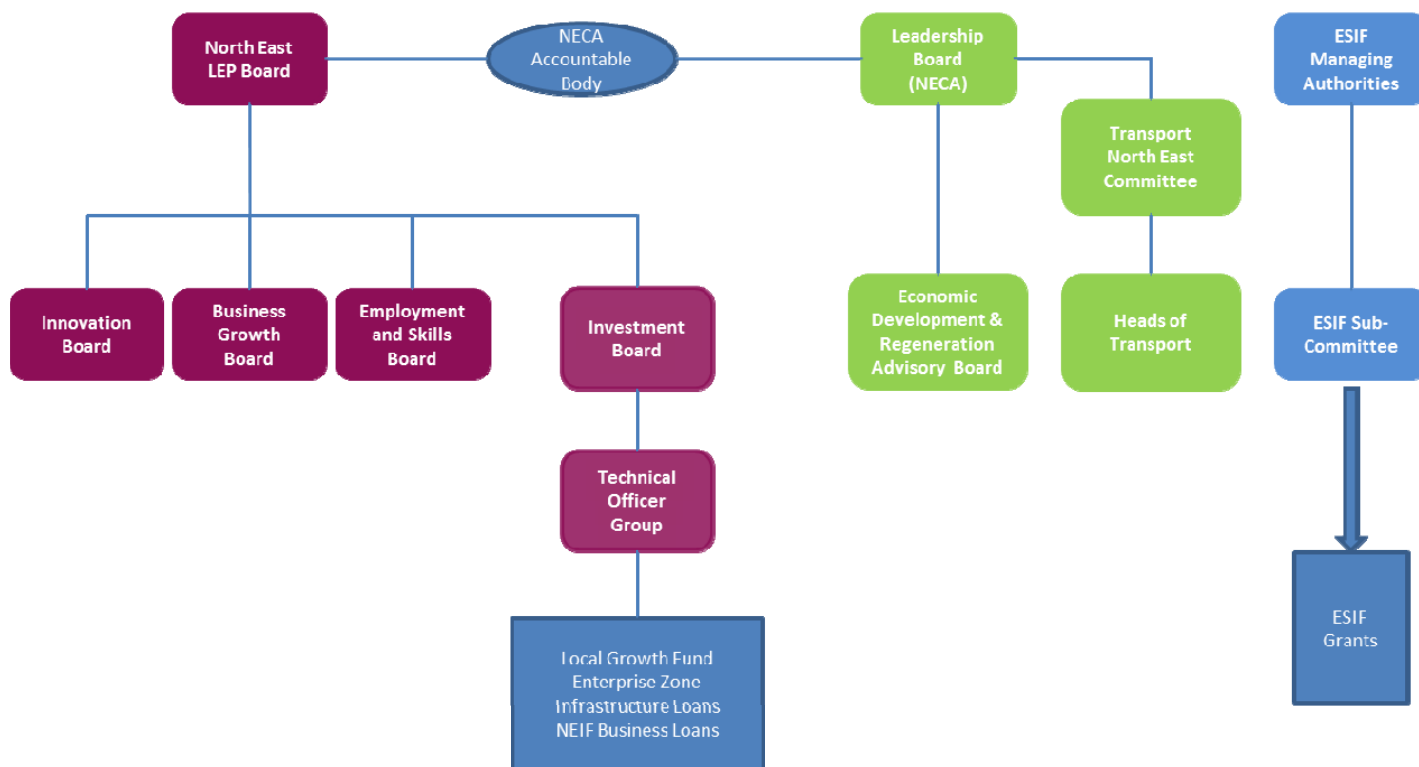 North East
LEP Board
NECA
Accountable
Body
Leadership
Board
(NECA)
ESIF
Managing
Authorities
Transport
North East
Committee
Innovation
Board
Business
Growth
Board
Employment
and Skills
Board
Investment
Board
Economic
Development &
Regeneration
Advisory Board
Heads of
Transport
ESIF Sub-
Committee
Technical
Officer
Group
Local Growth Fund
Enterprise Zone
Infrastructure Loans
NEIF Business Loans
ESIF
Grants